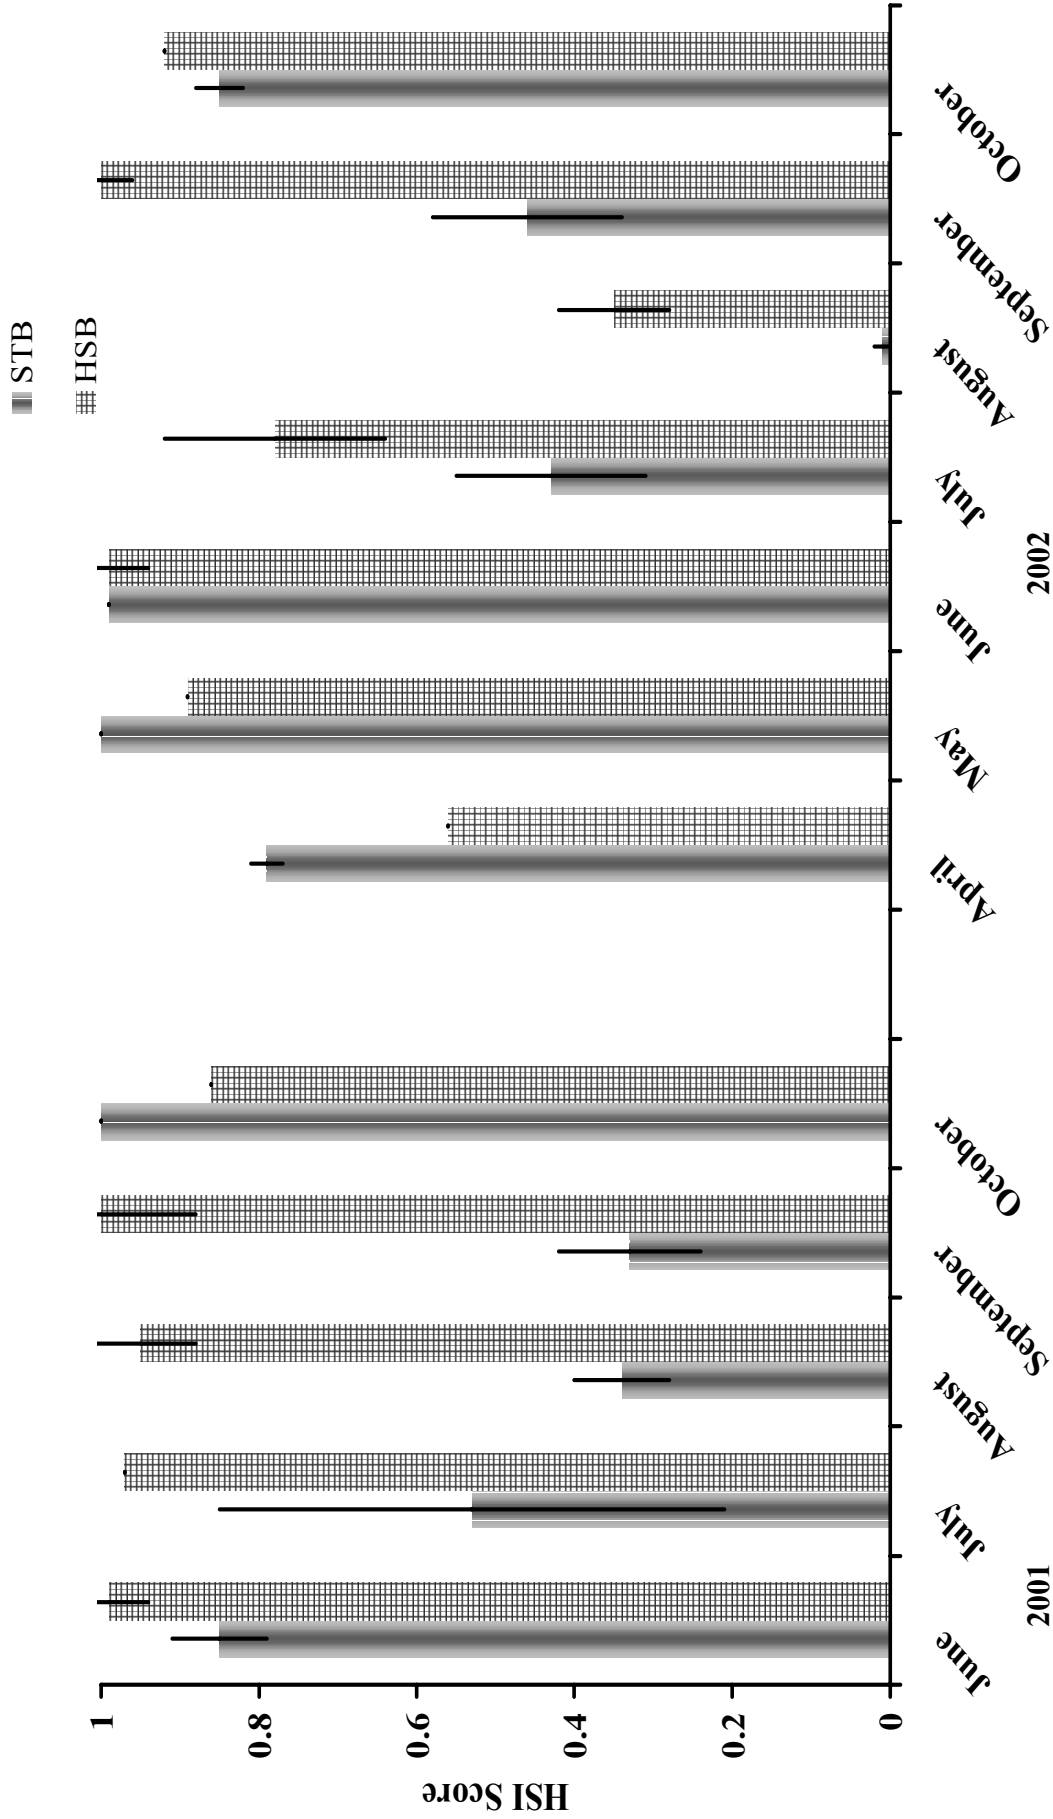 STB
HSB
HSI Score
1
0.8
0.6
0.4
0.2
0
June
July
August
September
October
April
May
June
July
August
September
October
2001
2002